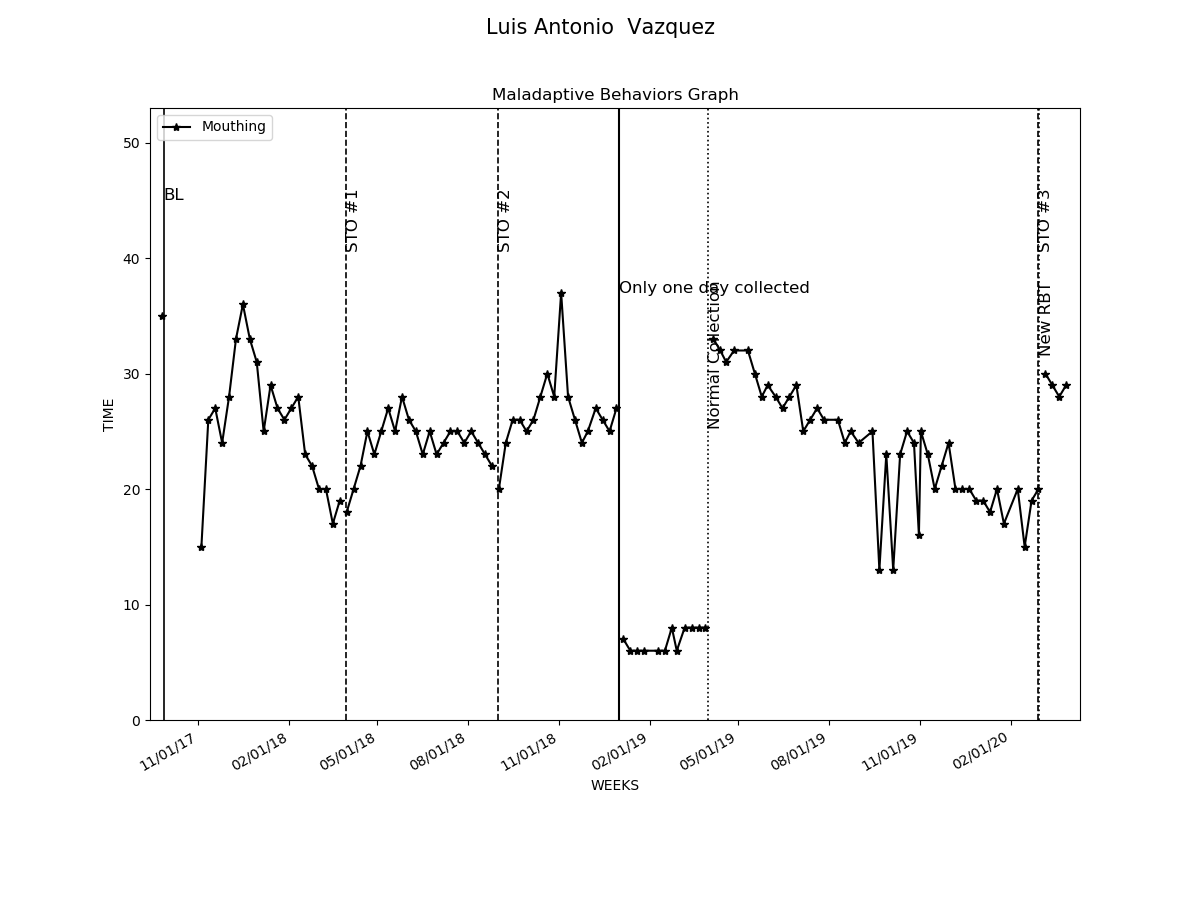 Luis Antonio  Vazquez
Maladaptive Behaviors Graph
Mouthing
BL
STO #1
STO #2
Only one day collected
Normal Collection
STO #3
New RBT
TIME
50
40
30
20
10
0
11/01/17
02/01/18
05/01/18
08/01/18
11/01/18
02/01/19
05/01/19
08/01/19
11/01/19
02/01/20
WEEKS